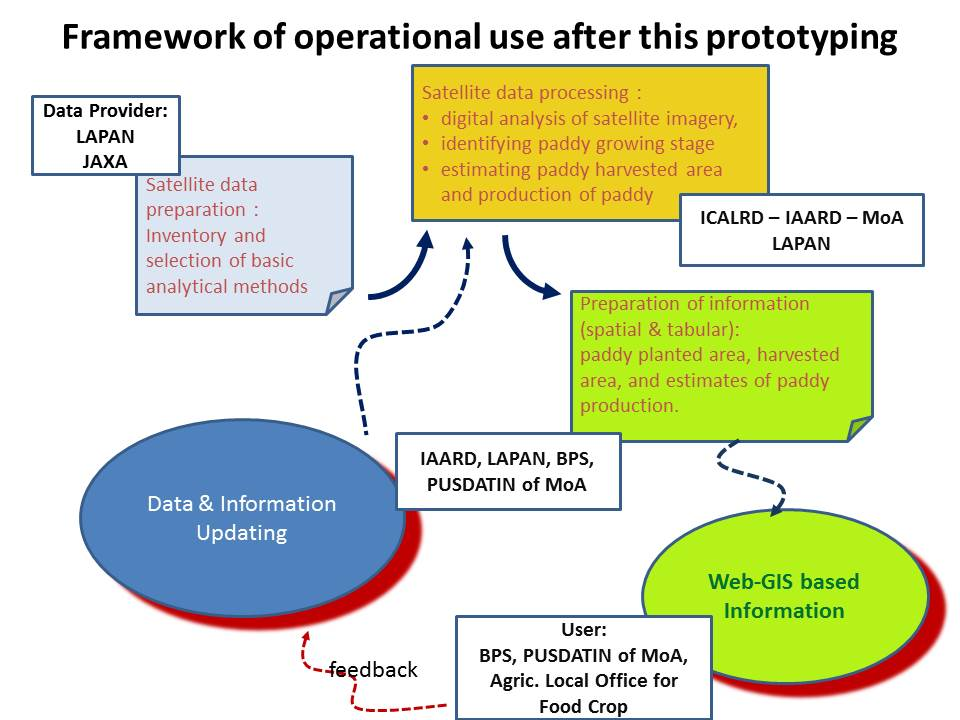 Framework of operational use after this prototyping
Data Provider:
LAPAN
JAXA
Satellite data
preparation :
Inventory and
selection of basic
analytical methods
Satellite data processing :
• digital analysis of satellite imagery,
• identifying paddy growing stage
• estimating paddy harvested area
and production of paddy
ICALRD – IAARD – MoA
LAPAN
Preparation of information
(spatial & tabular):
paddy planted area, harvested
area, and estimates of paddy
production.
IAARD, LAPAN, BPS,
PUSDATIN of MoA
Data & Information
Updating
Web-GIS based
Information
User:
BPS, PUSDATIN of MoA,
Agric. Local Office for
Food Crop
feedback